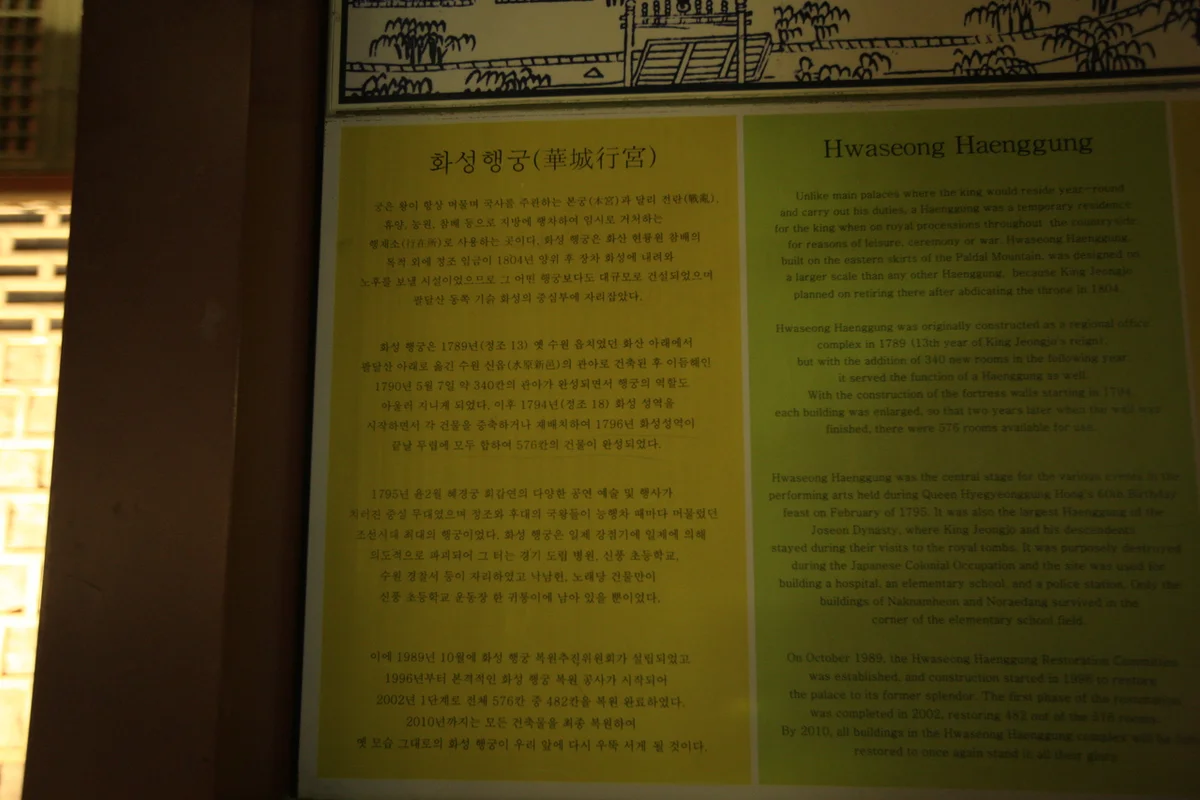 화성행궁(華城行宮)
궁은 왕이 항상 머물며 국사를 주관하는 본궁(本宮)과 달리 전란(戰亂),
휴양, 능원, 참배 등으로 지방에 행차하여 임시로 거처하는
행재소(行在所)로 사용하는 곳이다. 화성 행궁은 화산 현륭원 참배의
목적 외에 정조 임금이 1804년 양위 후 장차 화성에 내려와
노후를 보낼 시설이었으므로 그 어떤 행궁보다도 대규모로 건설되었으며
팔달산 동쪽 기슭 화성의 중심부에 자리잡았다.
화성 행궁은 1789년(정조 13) 옛 수원 읍치였던 화산 아래에서
팔달산 아래로 옮긴 수원 신읍(水原新邑)의 관아로 건축된 후 이듬해인
1790년 5월 7일 약 340칸의 관아가 완성되면서 행궁의 역할도
아울러 지니게 되었다. 이후 1794년(정조 18) 화성 성역을
시작하면서 각 건물을 증축하거나 재배치하여 1796년 화성성역이
끝날 무렵에 모두 합하여 576칸의 건물이 완성되었다.
1795년 윤2월 혜경궁 회갑연의 다양한 공연 예술 및 행사가
치러진 중심 무대였으며 정조와 후대의 국왕들이 능행차 때마다 머물렀던
조선시대 최대의 행궁이었다. 화성 행궁은 일제 강점기에 일제에 의해
의도적으로 파괴되어 그 터는 경기 도립 병원, 신풍 초등학교,
수원 경찰서 등이 자리하였고 낙남헌, 노래당 건물만이
신풍 초등학교 운동장 한 귀퉁이에 남아 있을 뿐이었다.
이에 1989년 10월에 화성 행궁 복원추진위원회가 설립되었고
1996년부터 본격적인 화성 행궁 복원 공사가 시작되어
2002년 1단계로 전체 576칸 중 482칸을 복원 완료하였다.
2010년까지는 모든 건축물을 최종 복원하여
옛 모습 그대로의 화성 행궁이 우리 앞에 다시 우뚝 서게 될 것이다.
Hwaseong Haenggung
Unlike main palaces where the king would reside year-round
and carry out his duties, a Haenggung was a temporary residence
for the king when on royal processions throughout the countryside
for reasons of leisure, ceremony or war. Hwaseong Haenggung,
built on the eastern skirts of the Paldal Mountain, was designed on
a larger scale than any other Haenggung, because King Jeongjo
planned on retiring there after abdicating the throne in 1804.
Hwaseong Haenggung was originally constructed as a regional office
complex in 1789 (13th year of King Jeongjo's reign),
but with the addition of 340 new rooms in the following year
it served the function of a Haenggung as well.
With the construction of the fortress walls starting in 1794
each building was enlarged, so that two years later when the wall was
finished, there were 576 rooms available for use.
Hwaseong Haenggung was the central stage for the various events in the
performing arts held during Queen Hyegyeonggung Hong's 60th Birthday
feast on February of 1795. It was also the largest Haenggung of the
Joseon Dynasty, where King Jeongjo and his descendents
stayed during their visits to the royal tombs. It was purposely destroyed
during the Japanese Colonial Occupation and the site was used for
building a hospital, an elementary school, and a police station. Only the
buildings of Naknamheon and Noraedang survived in the
corner of the elementary school field.
On October 1989, the Hwaseong Haenggung Restoration Committee
was established, and construction started in 1996 to restore
the palace to its former splendor. The first phase of the restoration
was completed in 2002, restoring 482 out of the 576 rooms.
By 2010, all buildings in the Hwaseong Haenggung complex will be
restored to once again stand in all their glory.